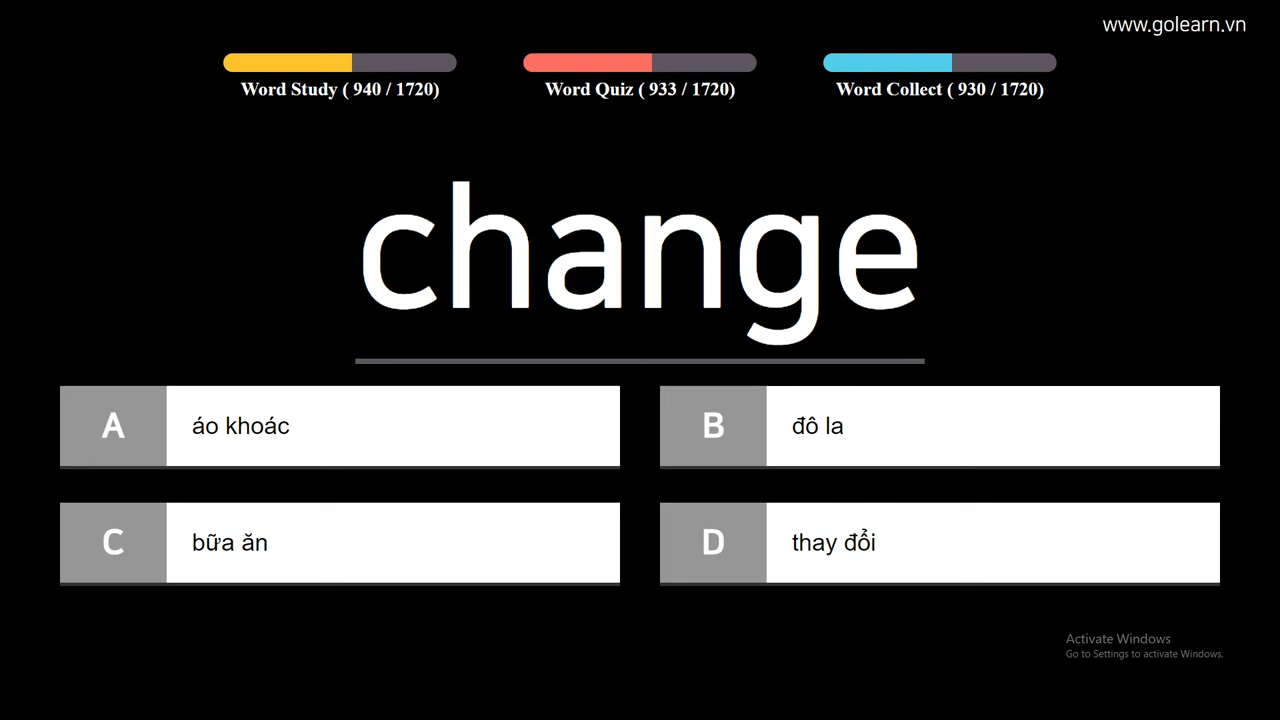 www.golearn.vn
Word Study ( 940 / 1720)
Word Quiz ( 933 / 1720)
Word Collect ( 930 / 1720)
change
A áo khoác
B đô la
C bữa ăn
D thay đổi
Activate Windows
Go to Settings to activate Windows.